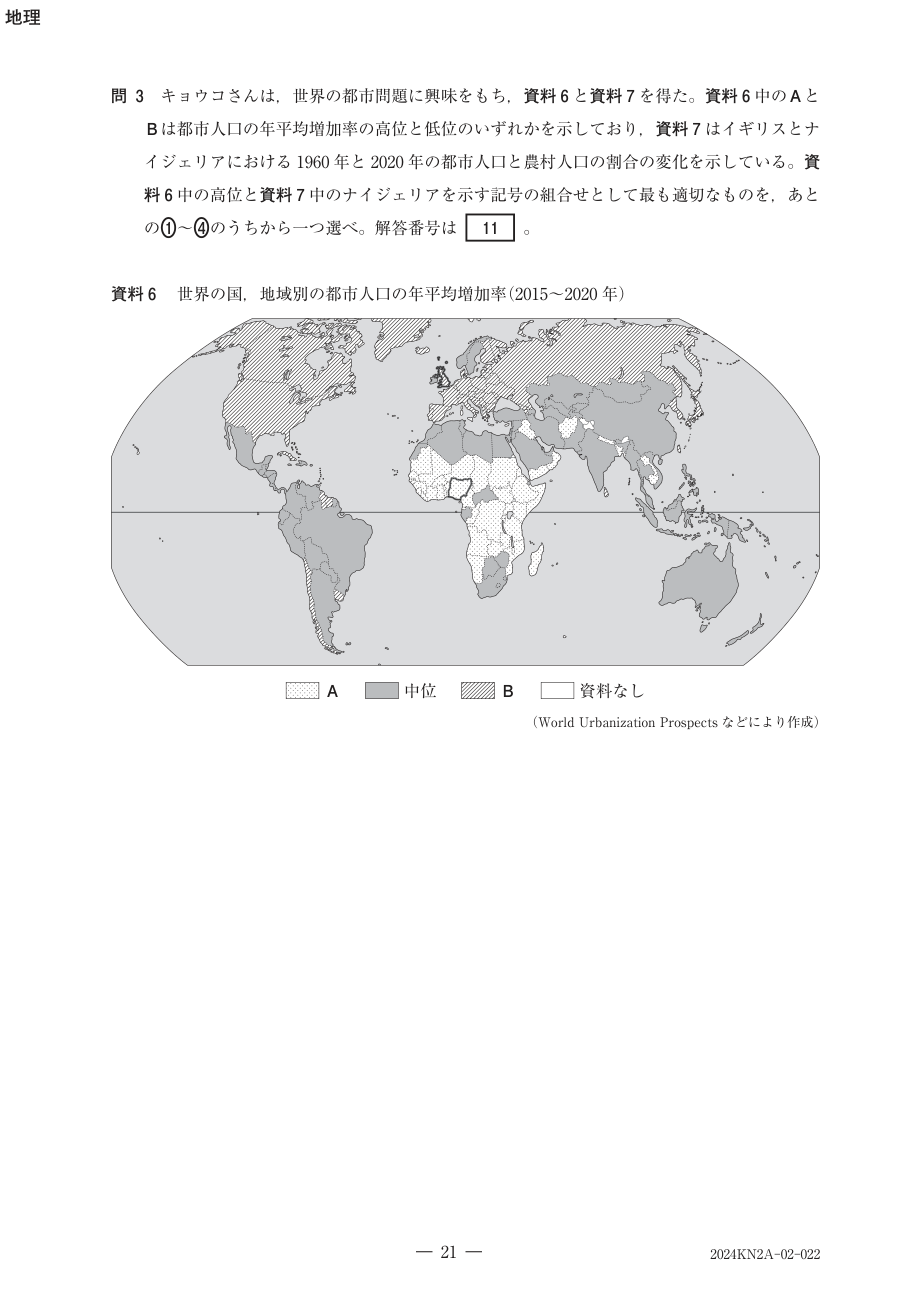 地理
問 3 キョウコさんは，世界の都市問題に興味をもち，資料6と資料7を得た。資料6中のAと
Bは都市人口の年平均増加率の高位と低位のいずれかを示しており，資料7はイギリスとナ
イジェリアにおける 1960 年と 2020 年の都市人口と農村人口の割合の変化を示している。資
料6中の高位と資料7中のナイジェリアを示す記号の組合せとして最も適切なものを，あと
の①～④のうちから一つ選べ。解答番号は 11 。
資料6 世界の国，地域別の都市人口の年平均増加率（2015～2020 年）
A 中位 B 資料なし
（World Urbanization Prospects などにより作成）
― 21 ―
2024KN2A-02-022